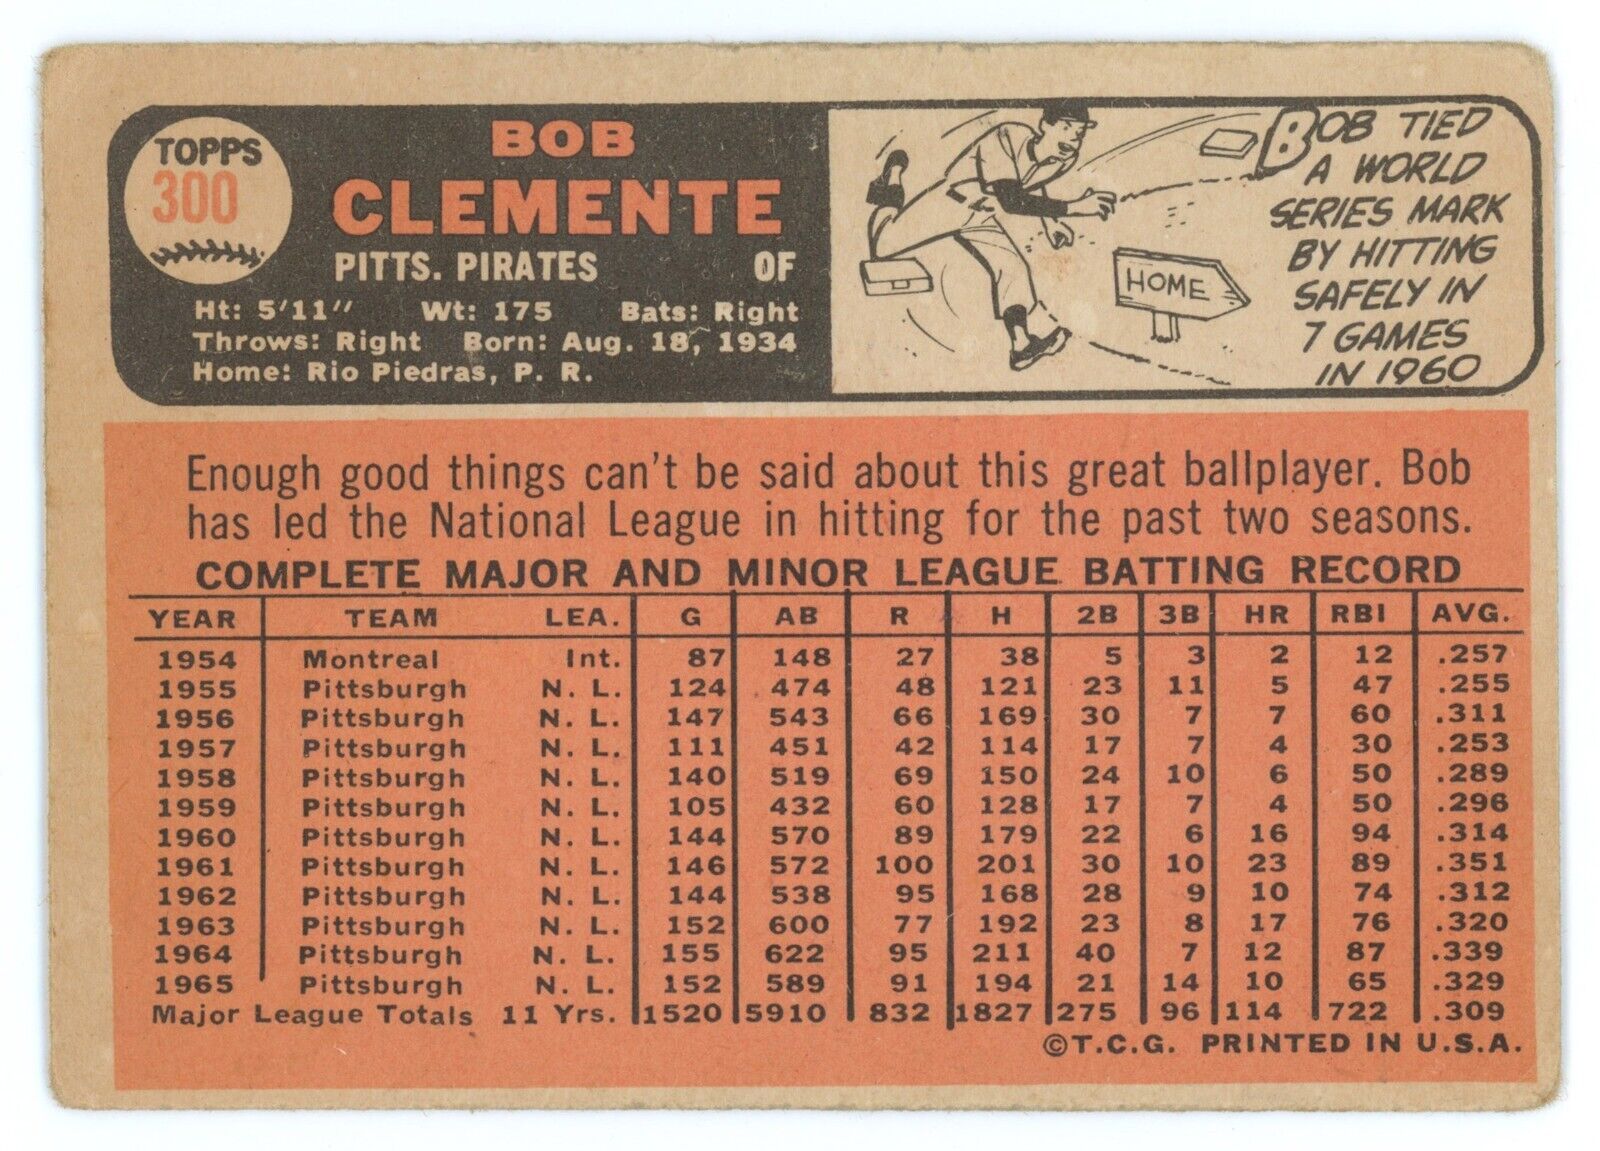 TOPPS
300
BOB
CLEMENTE
PITTS. PIRATES OF
Ht: 5'11" Wt: 175 Bats: Right
Throws: Right Born: Aug. 18, 1934
Home: Rio Piedras, P. R.
HOME
BOB TIED
A WORLD
SERIES MARK
BY HITTING
SAFELY IN
7 GAMES
IN 1960
Enough good things can't be said about this great ballplayer. Bob
has led the National League in hitting for the past two seasons.
COMPLETE MAJOR AND MINOR LEAGUE BATTING RECORD
YEAR TEAM LEA. G AB R H 2B 3B HR RBI AVG.
1954 Montreal Int. 87 148 27 38 5 3 2 12 .257
1955 Pittsburgh N. L. 124 474 48 121 23 11 5 47 .255
1956 Pittsburgh N. L. 147 543 66 169 30 7 7 60 .311
1957 Pittsburgh N. L. 111 451 42 114 17 7 4 30 .253
1958 Pittsburgh N. L. 140 519 69 150 24 10 6 50 .289
1959 Pittsburgh N. L. 105 432 60 128 17 7 4 50 .296
1960 Pittsburgh N. L. 144 570 89 179 22 6 16 94 .314
1961 Pittsburgh N. L. 146 572 100 201 30 10 23 89 .351
1962 Pittsburgh N. L. 144 538 95 168 28 9 10 74 .312
1963 Pittsburgh N. L. 152 600 77 192 23 8 17 76 .320
1964 Pittsburgh N. L. 155 622 95 211 40 7 12 87 .339
1965 Pittsburgh N. L. 152 589 91 194 21 14 10 65 .329
Major League Totals 11 Yrs. 1520 5910 832 1827 275 96 114 722 .309
©T.C.G. PRINTED IN U.S.A.